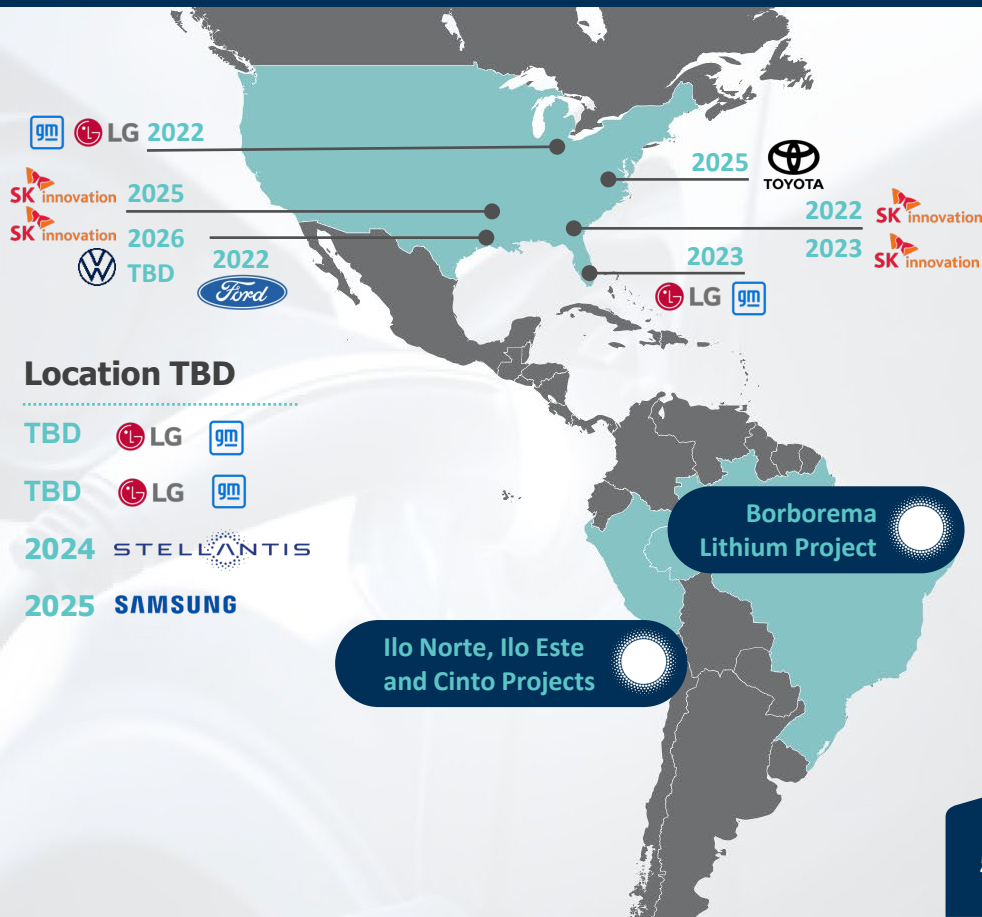 gm LG 2022
2025 TOYOTA
SK innovation 2025
2022 SK innovation
SK innovation 2026
2023 SK innovation
TBD
2022
Ford
2023
LG gm
Location TBD
TBD LG gm
TBD LG gm
2024 STELLANTIS
2025 SAMSUNG
Borborema
Lithium Project
Ilo Norte, Ilo Este
and Cinto Projects